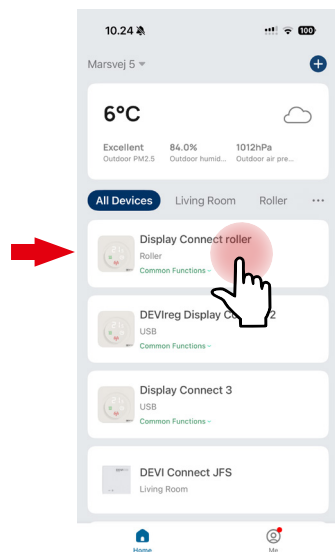 10.24
100
Marsvej 5
6°C
Excellent 84.0% 1012hPa
Outdoor PM2.5 Outdoor humid... Outdoor air pre...
All Devices Living Room Roller ...
Display Connect roller
Roller
Common Functions
DEVIreg Display Co 2
USB
Common Functions
Display Connect 3
USB
Common Functions
DEVI Connect JFS
Living Room
Home Me